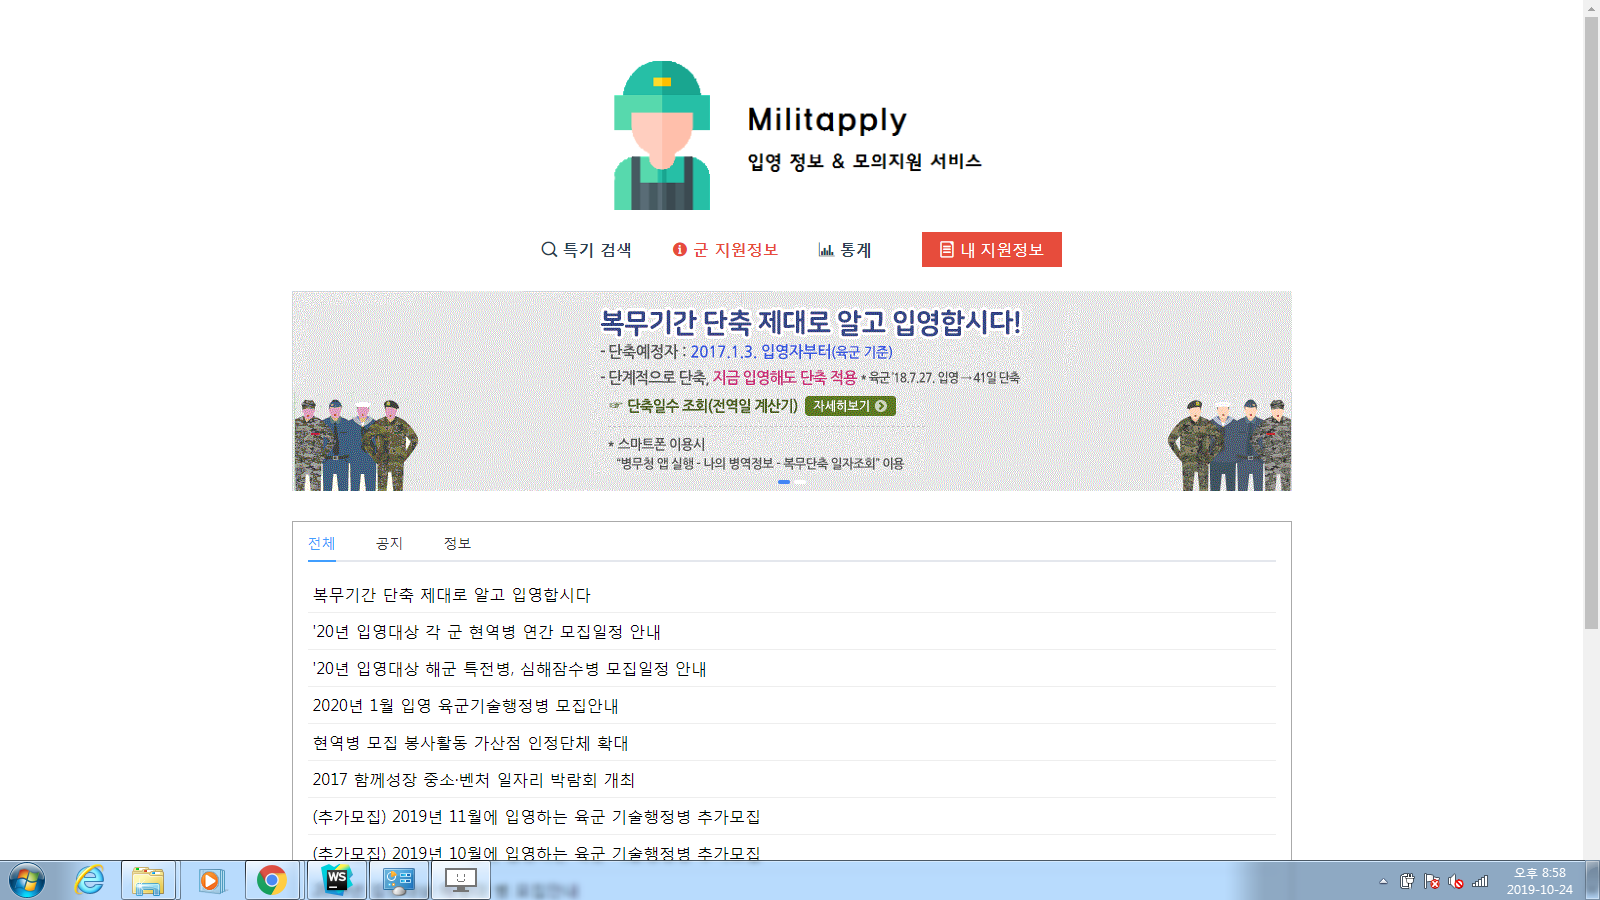 Militapply
입영 정보 & 모의지원 서비스
특기 검색
군 지원정보
통계
내 지원정보
복무기간 단축 제대로 알고 입영합시다!
- 단축예정자 : 2017.1.3. 입영자부터(육군 기준)
- 단계적으로 단축, 지금 입영해도 단축 적용 * 육군 '18.7.27. 입영 → 41일 단축
☞ 단축일수 조회(전역일 계산기) 자세히보기
* 스마트폰 이용시
"병무청 앱 실행 - 나의 병역정보 - 복무단축 일자조회" 이용
전체 공지 정보
복무기간 단축 제대로 알고 입영합시다
'20년 입영대상 각 군 현역병 연간 모집일정 안내
'20년 입영대상 해군 특전병, 심해잠수병 모집일정 안내
2020년 1월 입영 육군기술행정병 모집안내
현역병 모집 봉사활동 가산점 인정단체 확대
2017 함께성장 중소·벤처 일자리 박람회 개최
(추가모집) 2019년 11월에 입영하는 육군 기술행정병 추가모집
(추가모집) 2019년 10월에 입영하는 육군 기술행정병 추가모집
WS
오후 8:58
2019-10-24